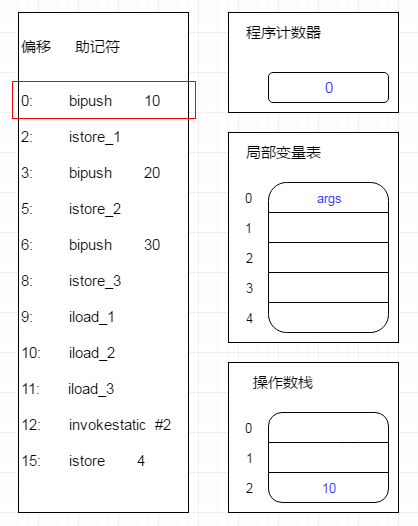 偏移 助记符
0: bipush 10
2: istore_1
3: bipush 20
5: istore_2
6: bipush 30
8: istore_3
9: iload_1
10: iload_2
11: iload_3
12: invokestatic #2
15: istore 4
程序计数器
0
局部变量表
0 args
1
2
3
4
操作数栈
0
1
2 10